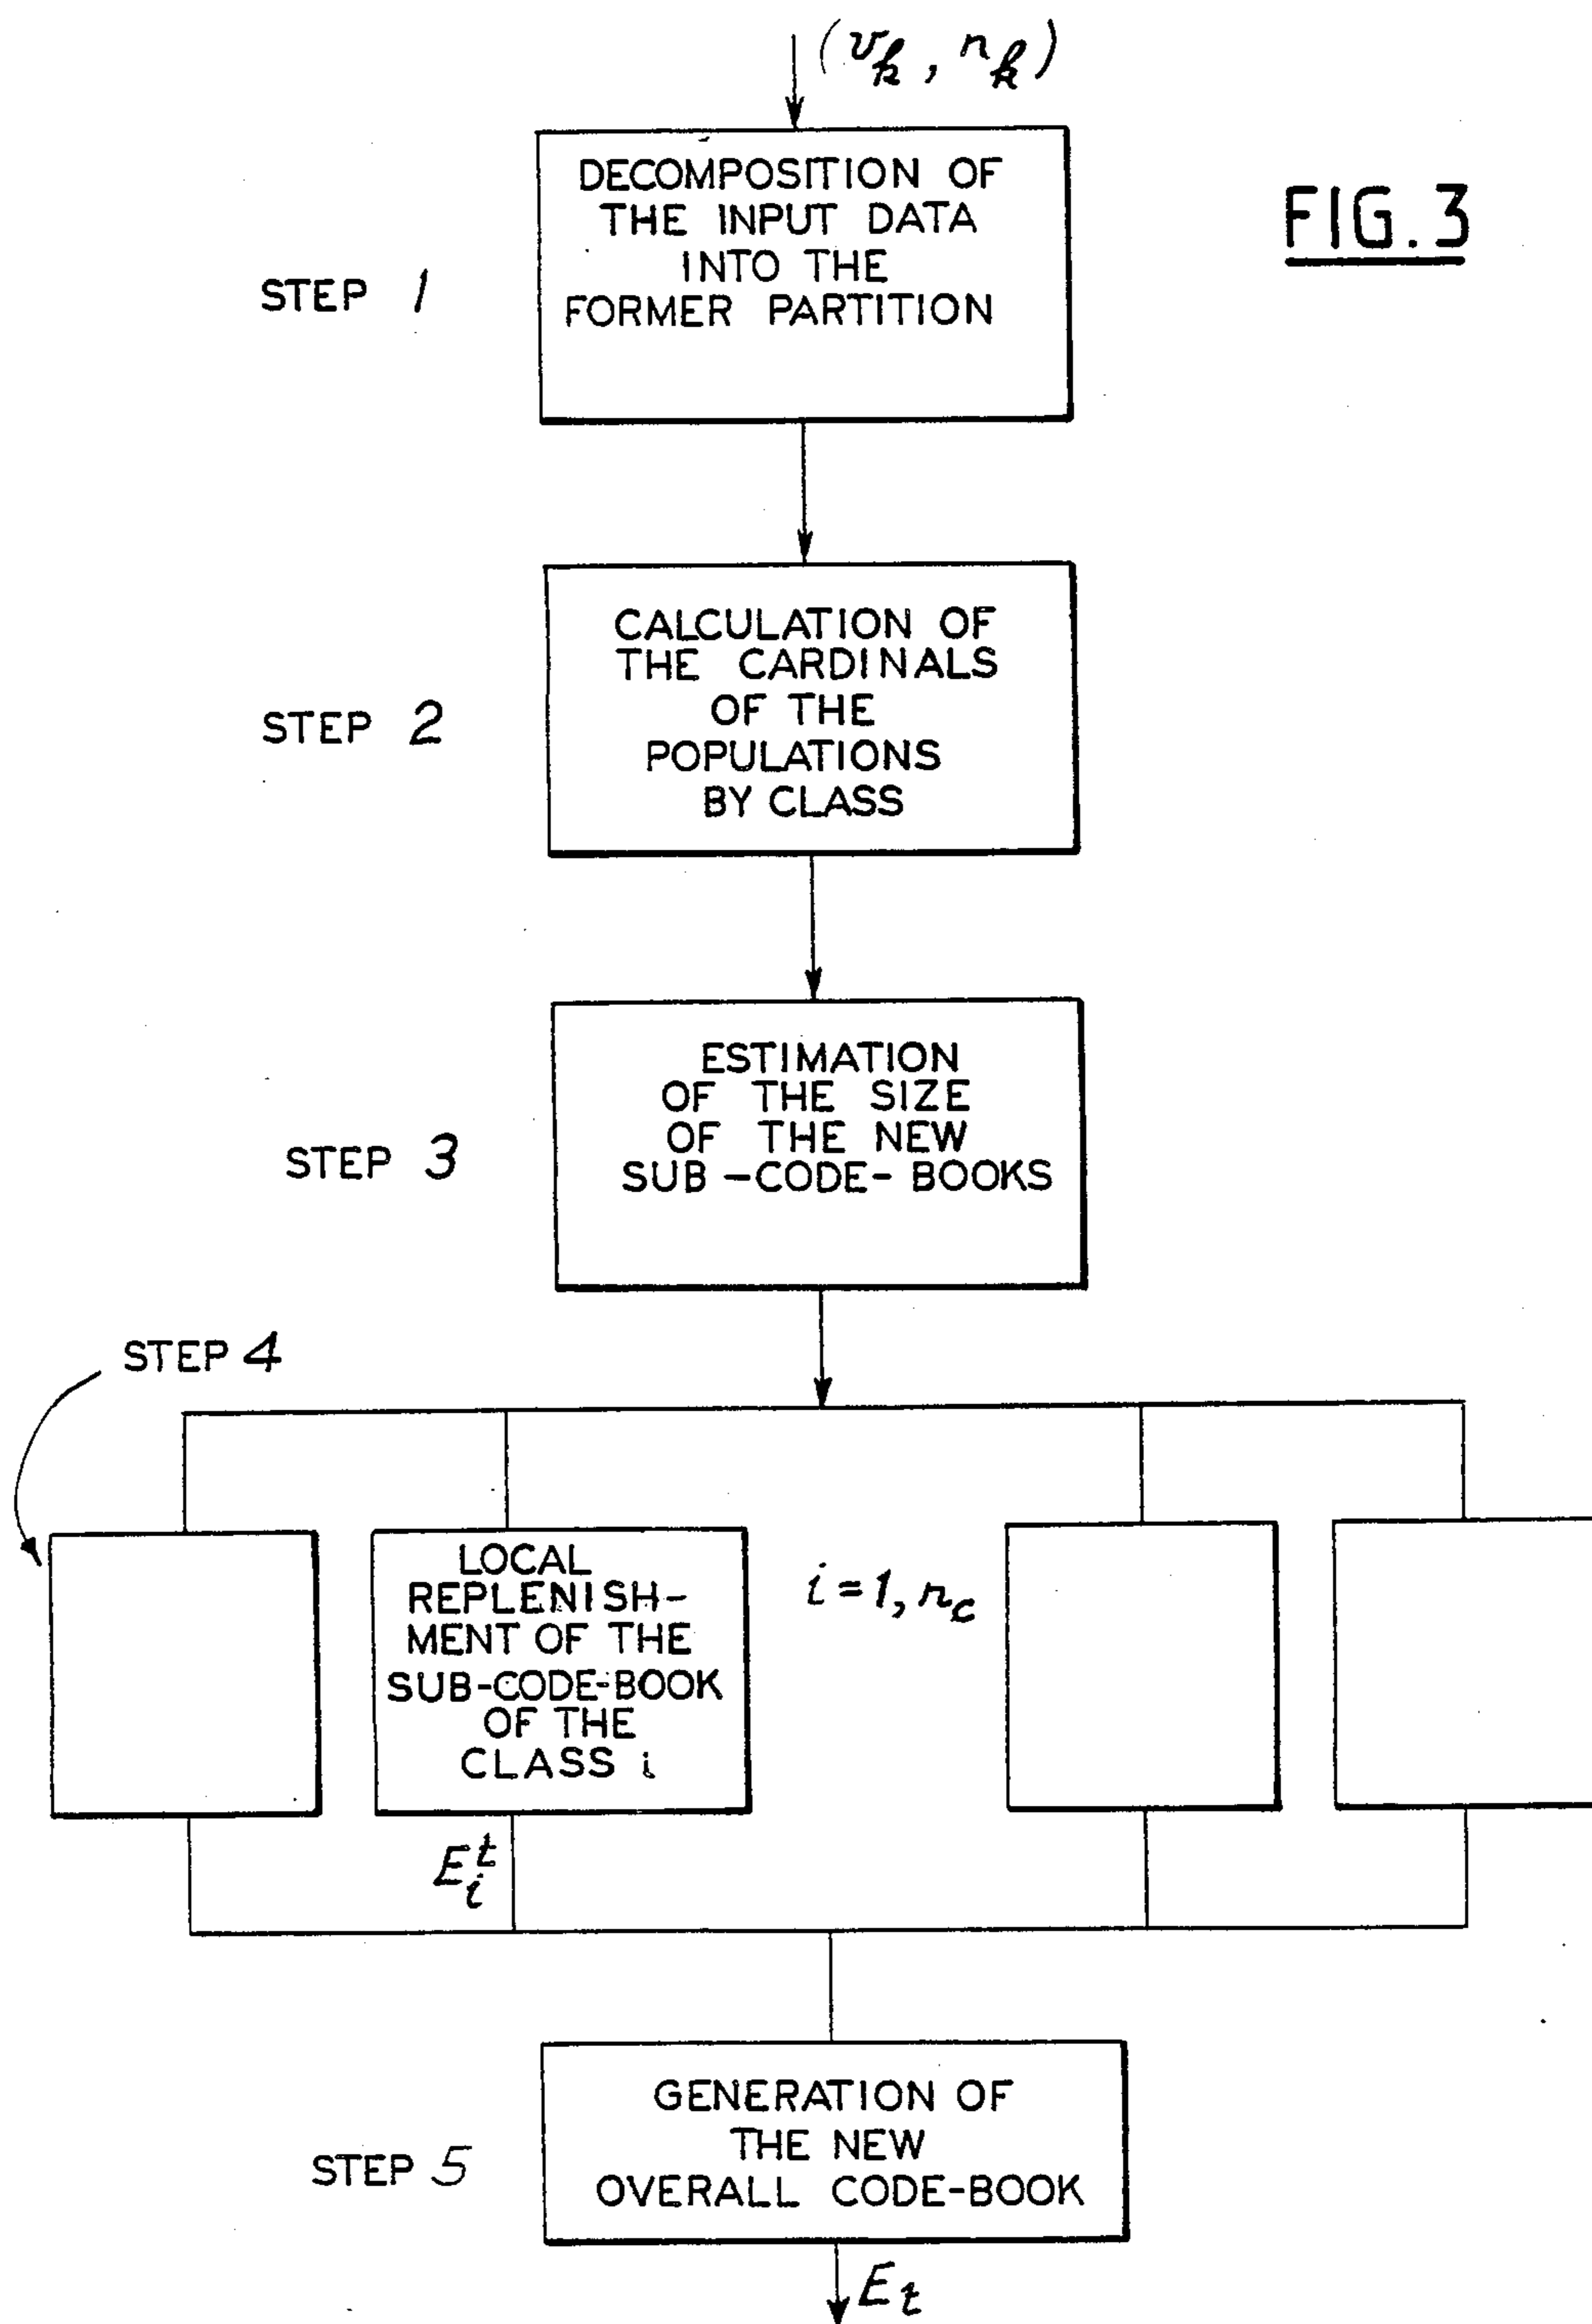 (v_k, n_k)
FIG. 3
STEP 1
DECOMPOSITION OF
THE INPUT DATA
INTO THE
FORMER PARTITION
STEP 2
CALCULATION OF
THE CARDINALS
OF THE
POPULATIONS
BY CLASS
STEP 3
ESTIMATION
OF THE SIZE
OF THE NEW
SUB-CODE-BOOKS
STEP 4
LOCAL
REPLENISH-
MENT OF THE
SUB-CODE-BOOK
OF THE
CLASS i
i=1, n_c
E_i^t
STEP 5
GENERATION OF
THE NEW
OVERALL CODE-BOOK
E_t